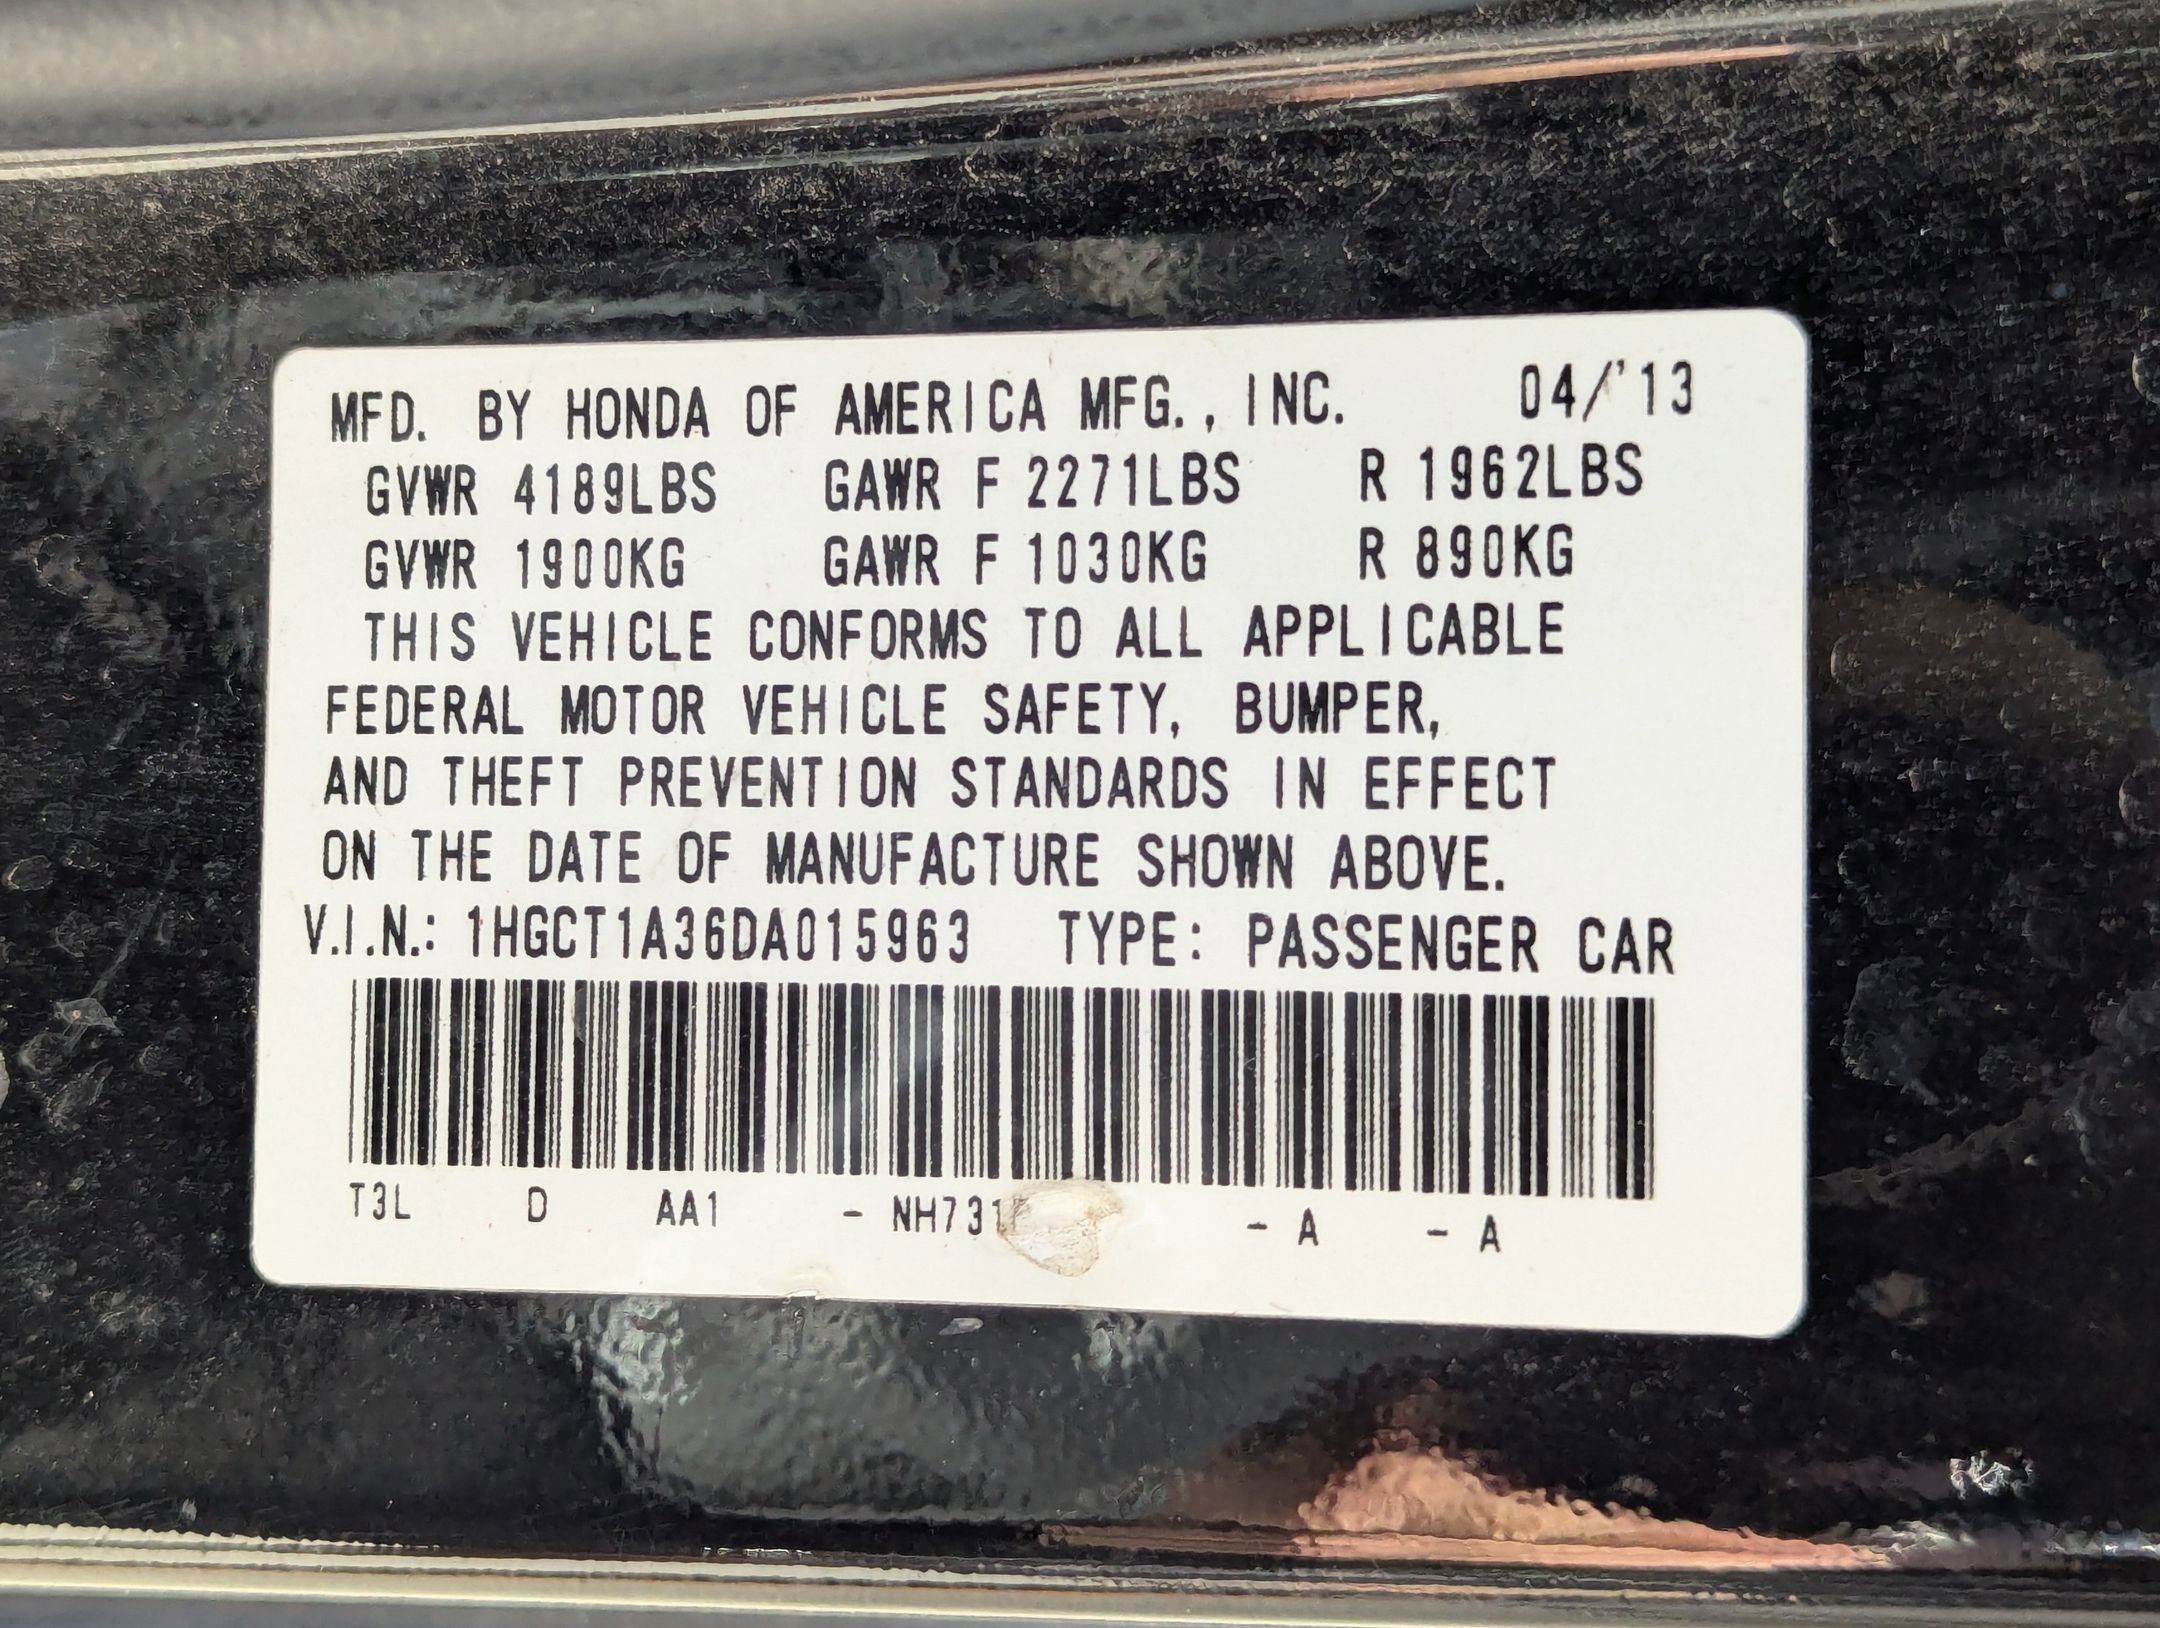 MFD. BY HONDA OF AMERICA MFG., INC. 04/'13
GVWR 4189LBS GAWR F 2271LBS R 1962LBS
GVWR 1900KG GAWR F 1030KG R 890KG
THIS VEHICLE CONFORMS TO ALL APPLICABLE
FEDERAL MOTOR VEHICLE SAFETY, BUMPER,
AND THEFT PREVENTION STANDARDS IN EFFECT
ON THE DATE OF MANUFACTURE SHOWN ABOVE.
V.I.N.: 1HGCT1A36DA015963 TYPE: PASSENGER CAR
T3L D AA1 - - A - A